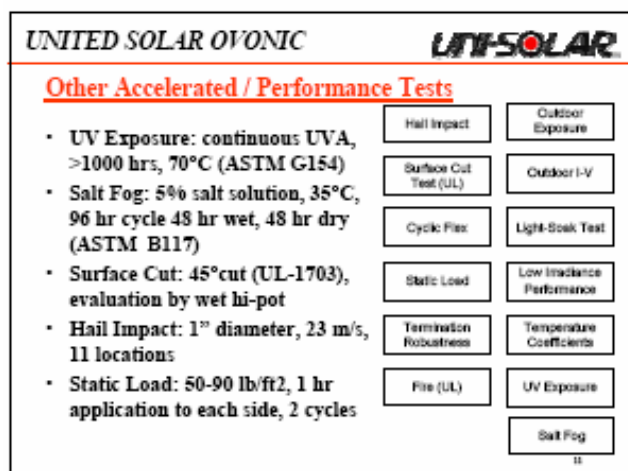 UNITED SOLAR OVONIC
UNI-SOLAR
Other Accelerated / Performance Tests
• UV Exposure: continuous UVA,
>1000 hrs, 70°C (ASTM G154)
• Salt Fog: 5% salt solution, 35°C,
96 hr cycle 48 hr wet, 48 hr dry
(ASTM B117)
• Surface Cut: 45°cut (UL-1703),
evaluation by wet hi-pot
• Hail Impact: 1” diameter, 23 m/s,
11 locations
• Static Load: 50-90 lb/ft2, 1 hr
application to each side, 2 cycles
Hail Impact
Surface Cut
Test (UL)
Cyclic Flex
Static Load
Termination
Robustness
Fire (UL)
Outdoor
Exposure
Outdoor I-V
Light-Soak Test
Low Irradiance
Performance
Temperature
Coefficients
UV Exposure
Salt Fog